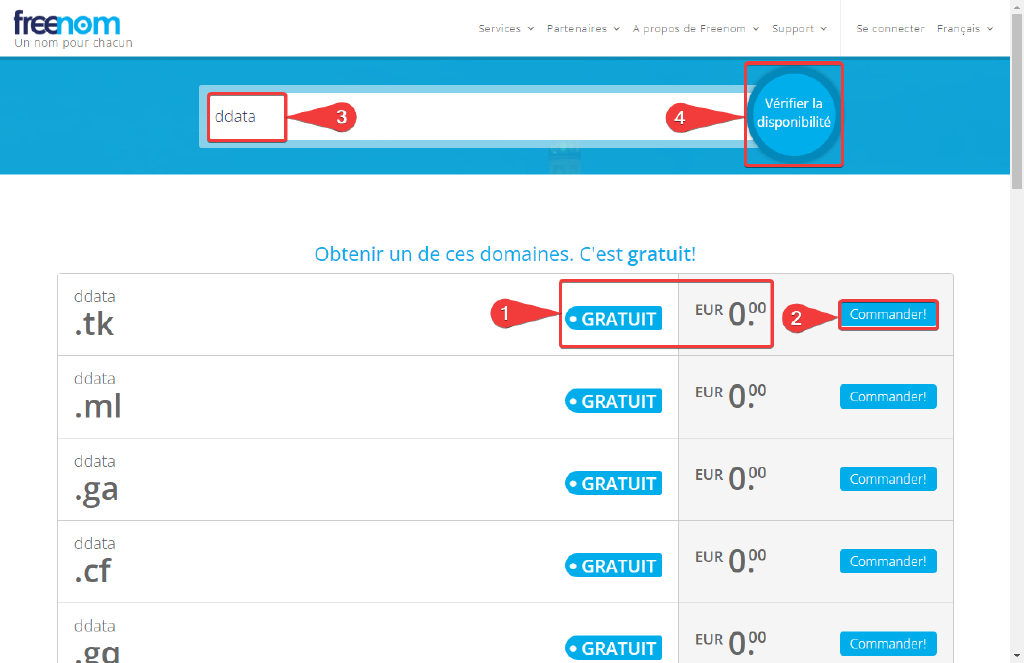 freenom
Un nom pour chacun
Services Partenaires A propos de Freenom Support Se connecter Français
ddata
3
4
Vérifier la
disponibilité
Obtenir un de ces domaines. C'est gratuit!
ddata
.tk
1
GRATUIT
EUR 0.00
2
Commander!
ddata
.ml
GRATUIT
EUR 0.00
Commander!
ddata
.ga
GRATUIT
EUR 0.00
Commander!
ddata
.cf
GRATUIT
EUR 0.00
Commander!
ddata
.gq
GRATUIT
EUR 0.00
Commander!